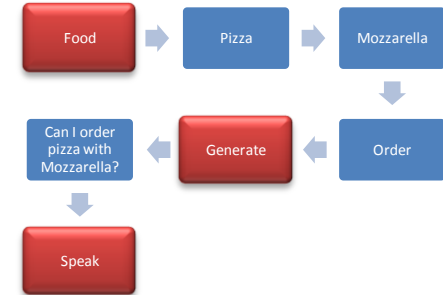 Food
Pizza
Mozzarella
Can I order
pizza with
Mozzarella?
Generate
Order
Speak